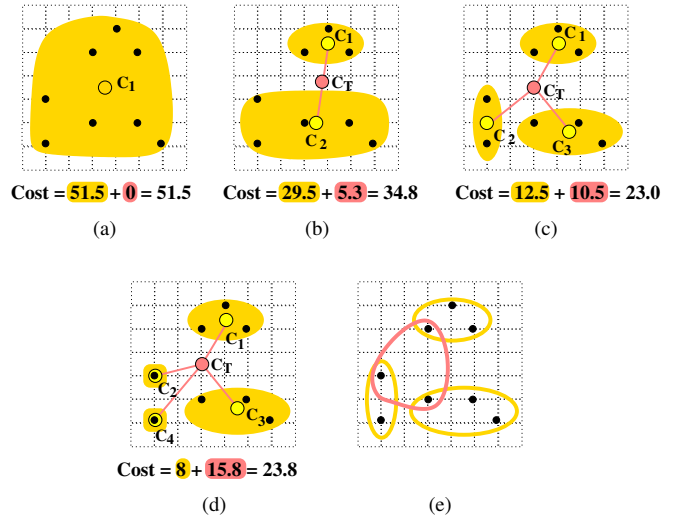 C1
C1
CT
C2
C1
CT
C2
C3
Cost = 51.5 + 0 = 51.5
Cost = 29.5 + 5.3 = 34.8
Cost = 12.5 + 10.5 = 23.0
(a)
(b)
(c)
C1
CT
C2
C3
C4
Cost = 8 + 15.8 = 23.8
(d)
(e)